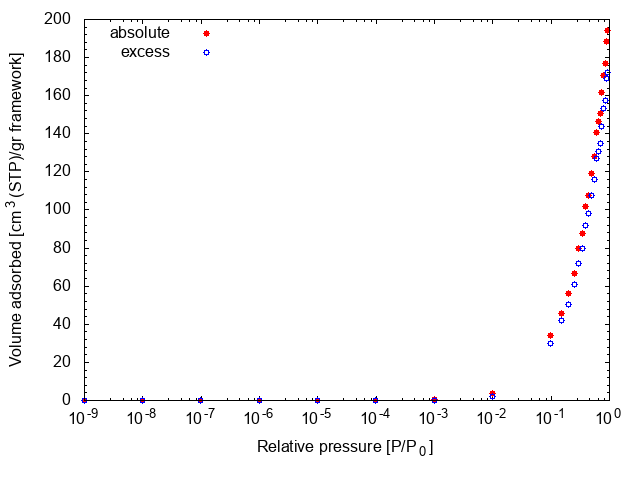 200
180
160
140
120
100
80
60
40
20
0
absolute
excess
Volume adsorbed [cm³(STP)/gr framework]
10⁻⁹ 10⁻⁸ 10⁻⁷ 10⁻⁶ 10⁻⁵ 10⁻⁴ 10⁻³ 10⁻² 10⁻¹ 10⁰
Relative pressure [P/P₀]